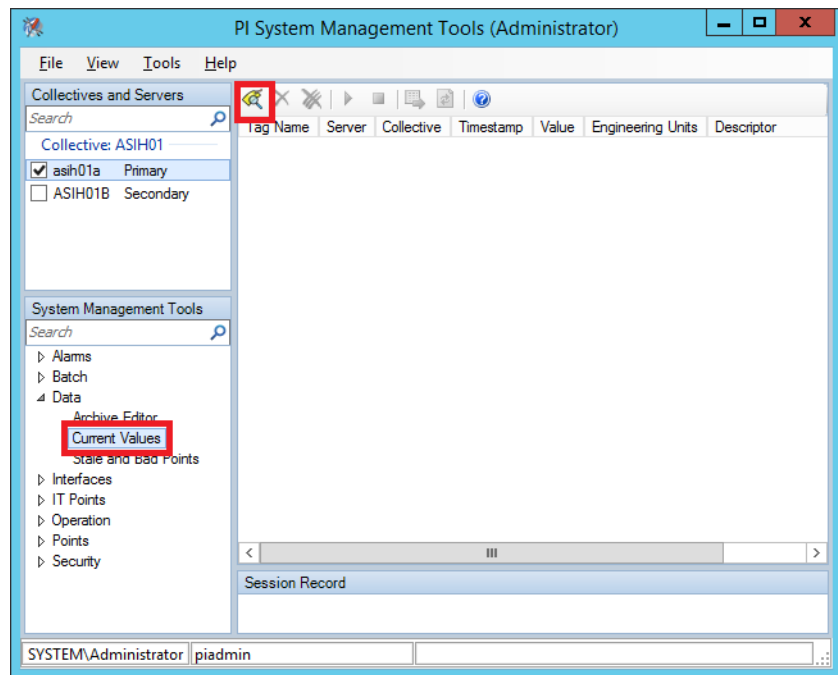 PI System Management Tools (Administrator)
File View Tools Help
Collectives and Servers
Search
Collective: ASIH01
asih01a Primary
ASIH01B Secondary
Tag Name Server Collective Timestamp Value Engineering Units Descriptor
System Management Tools
Search
Alarms
Batch
Data
Archive Editor
Current Values
Stale and Bad Points
Interfaces
IT Points
Operation
Points
Security
Session Record
SYSTEM\Administrator piadmin